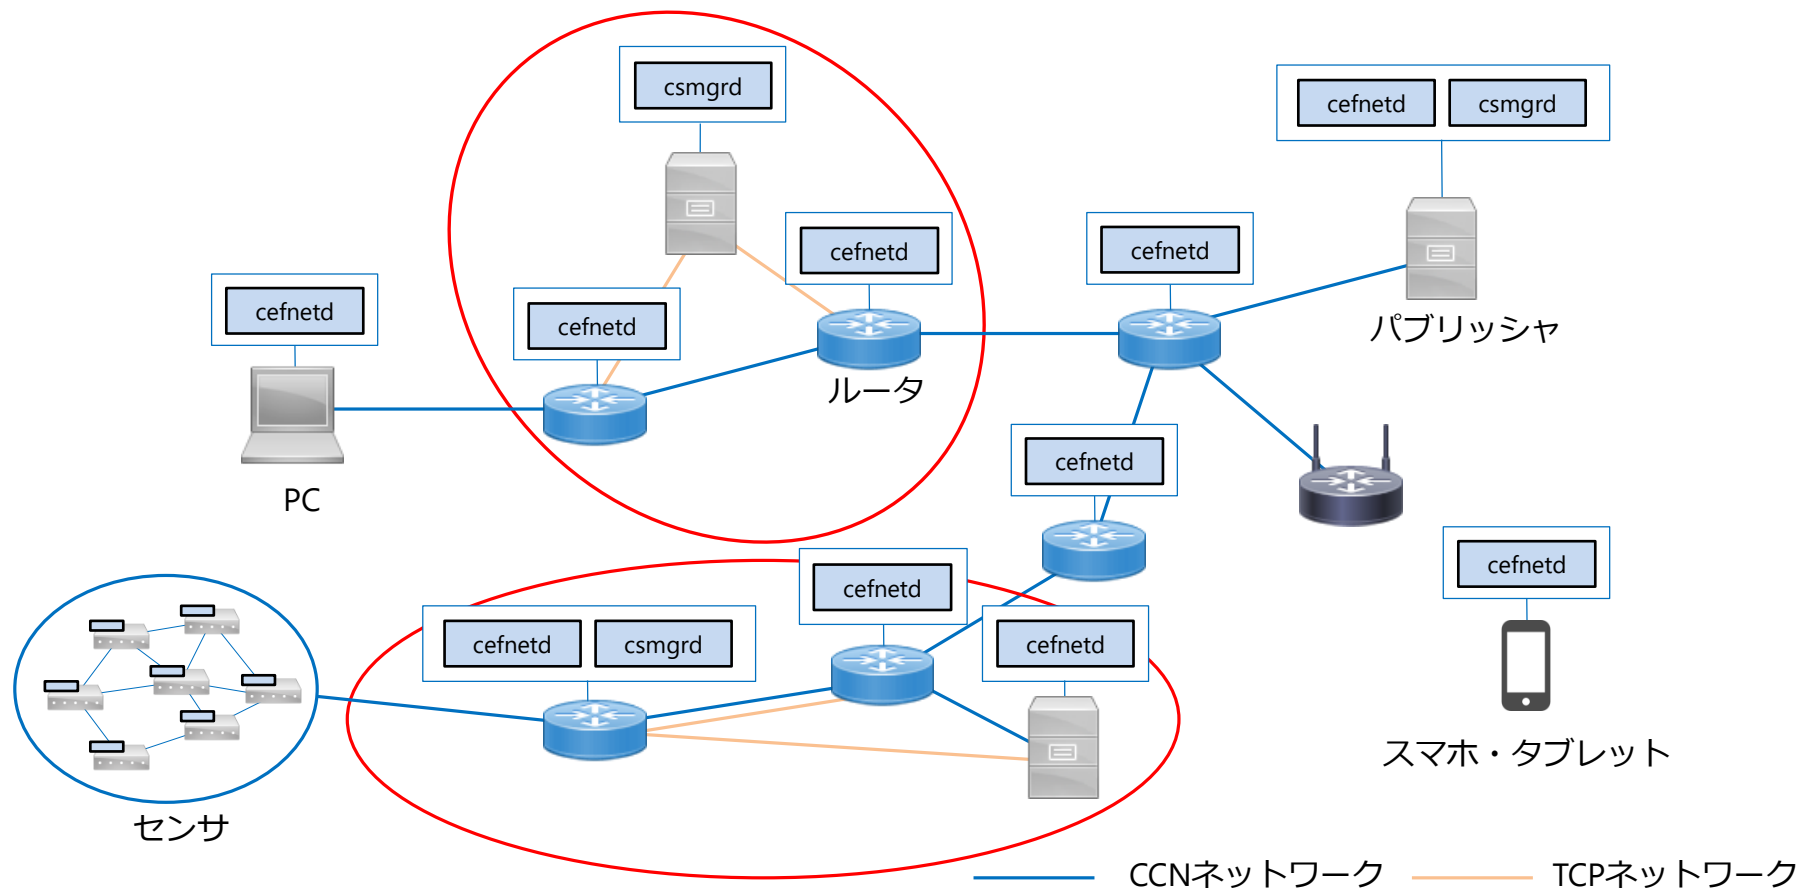 csmgrd
cefnetd csmgrd
cefnetd
cefnetd
cefnetd
cefnetd
パブリッシャ
ルータ
cefnetd
PC
cefnetd
cefnetd
cefnetd csmgrd
cefnetd
スマホ・タブレット
センサ
CCNネットワーク
TCPネットワーク